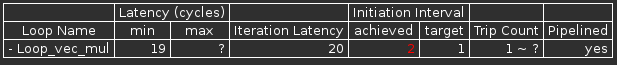 Latency (cycles) Initiation Interval
Loop Name min max Iteration Latency achieved target Trip Count Pipelined
- Loop_vec_mul 19 ? 20 2 1 1 ~ ? yes